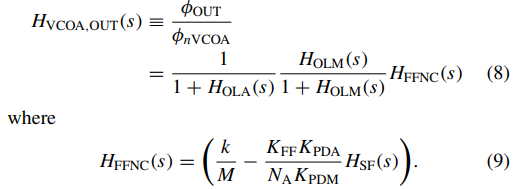 H_VCOA,OUT(s) ≡ ϕ_OUT / ϕ_nVCOA
= 1 / (1 + H_OLA(s)) H_OLM(s) / (1 + H_OLM(s)) H_FFNC(s) (8)
where
H_FFNC(s) = (k/M − K_FF K_PDA / (N_A K_PDM) H_SF(s)). (9)